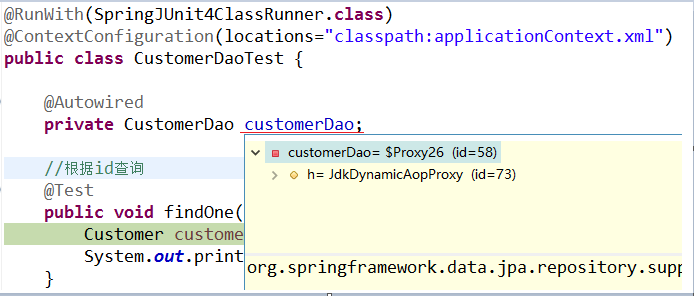 @RunWith(SpringJUnit4ClassRunner.class)
@ContextConfiguration(locations="classpath:applicationContext.xml")
public class CustomerDaoTest {
@Autowired
private CustomerDao customerDao;
customerDao= $Proxy26 (id=58)
h= JdkDynamicAopProxy (id=73)
//根据id查询
@Test
public void findOne(
Customer custome
System.out.print
org.springframework.data.jpa.repository.supp
}